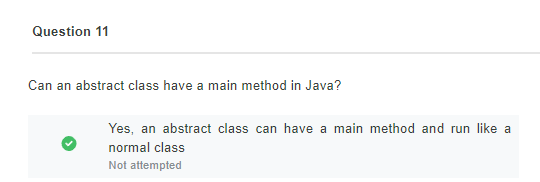 Question 11
Can an abstract class have a main method in Java?
Yes, an abstract class can have a main method and run like a
normal class
Not attempted